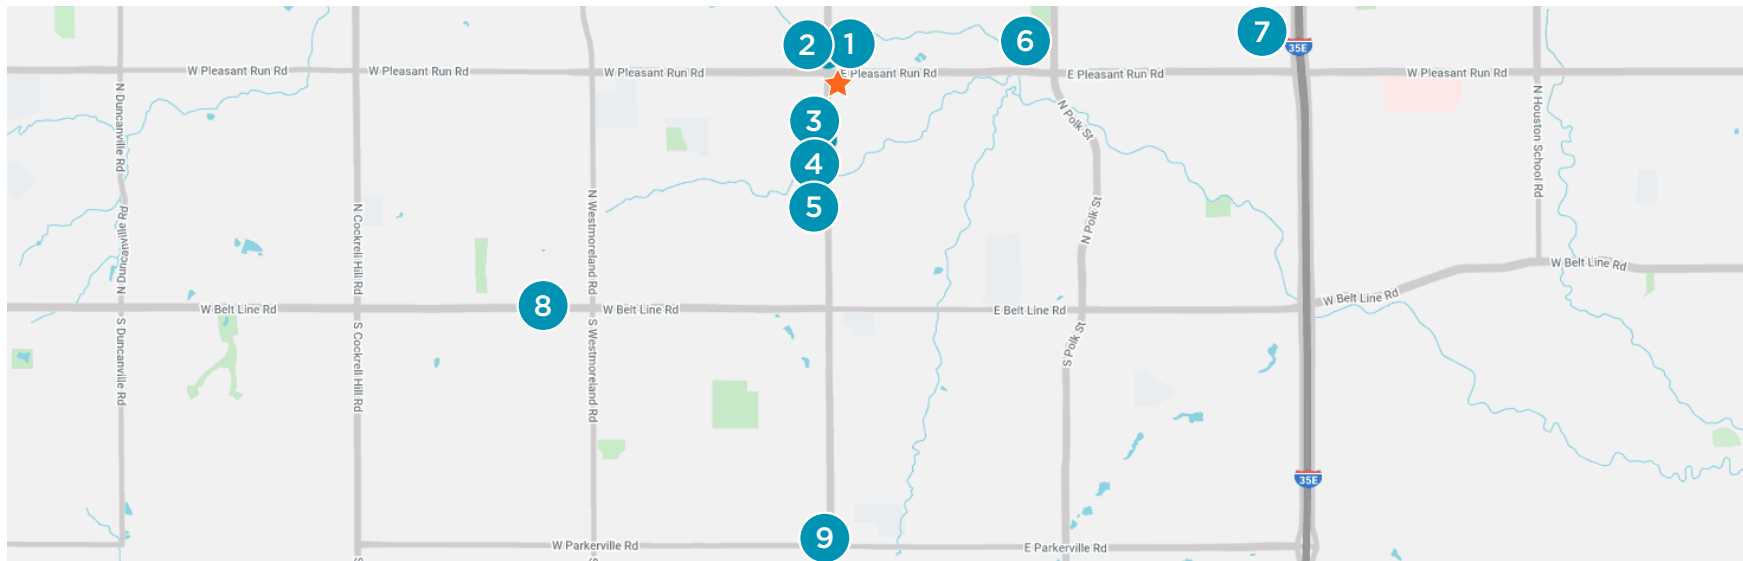 2
1
6
7
35E
W Pleasant Run Rd
W Pleasant Run Rd
W Pleasant Run Rd
E Pleasant Run Rd
E Pleasant Run Rd
W Pleasant Run Rd
N Duncanville Rd
N Houston School Rd
N Polk St
3
4
5
N Duncanville Rd
N Cockrell Hill Rd
N Westmoreland Rd
N Polk St
W Belt Line Rd
W Belt Line Rd
8
W Belt Line Rd
W Belt Line Rd
E Belt Line Rd
S Duncanville Rd
S Cockrell Hill Rd
S Westmoreland Rd
S Polk St
35E
9
W Parkerville Rd
E Parkerville Rd
S
S